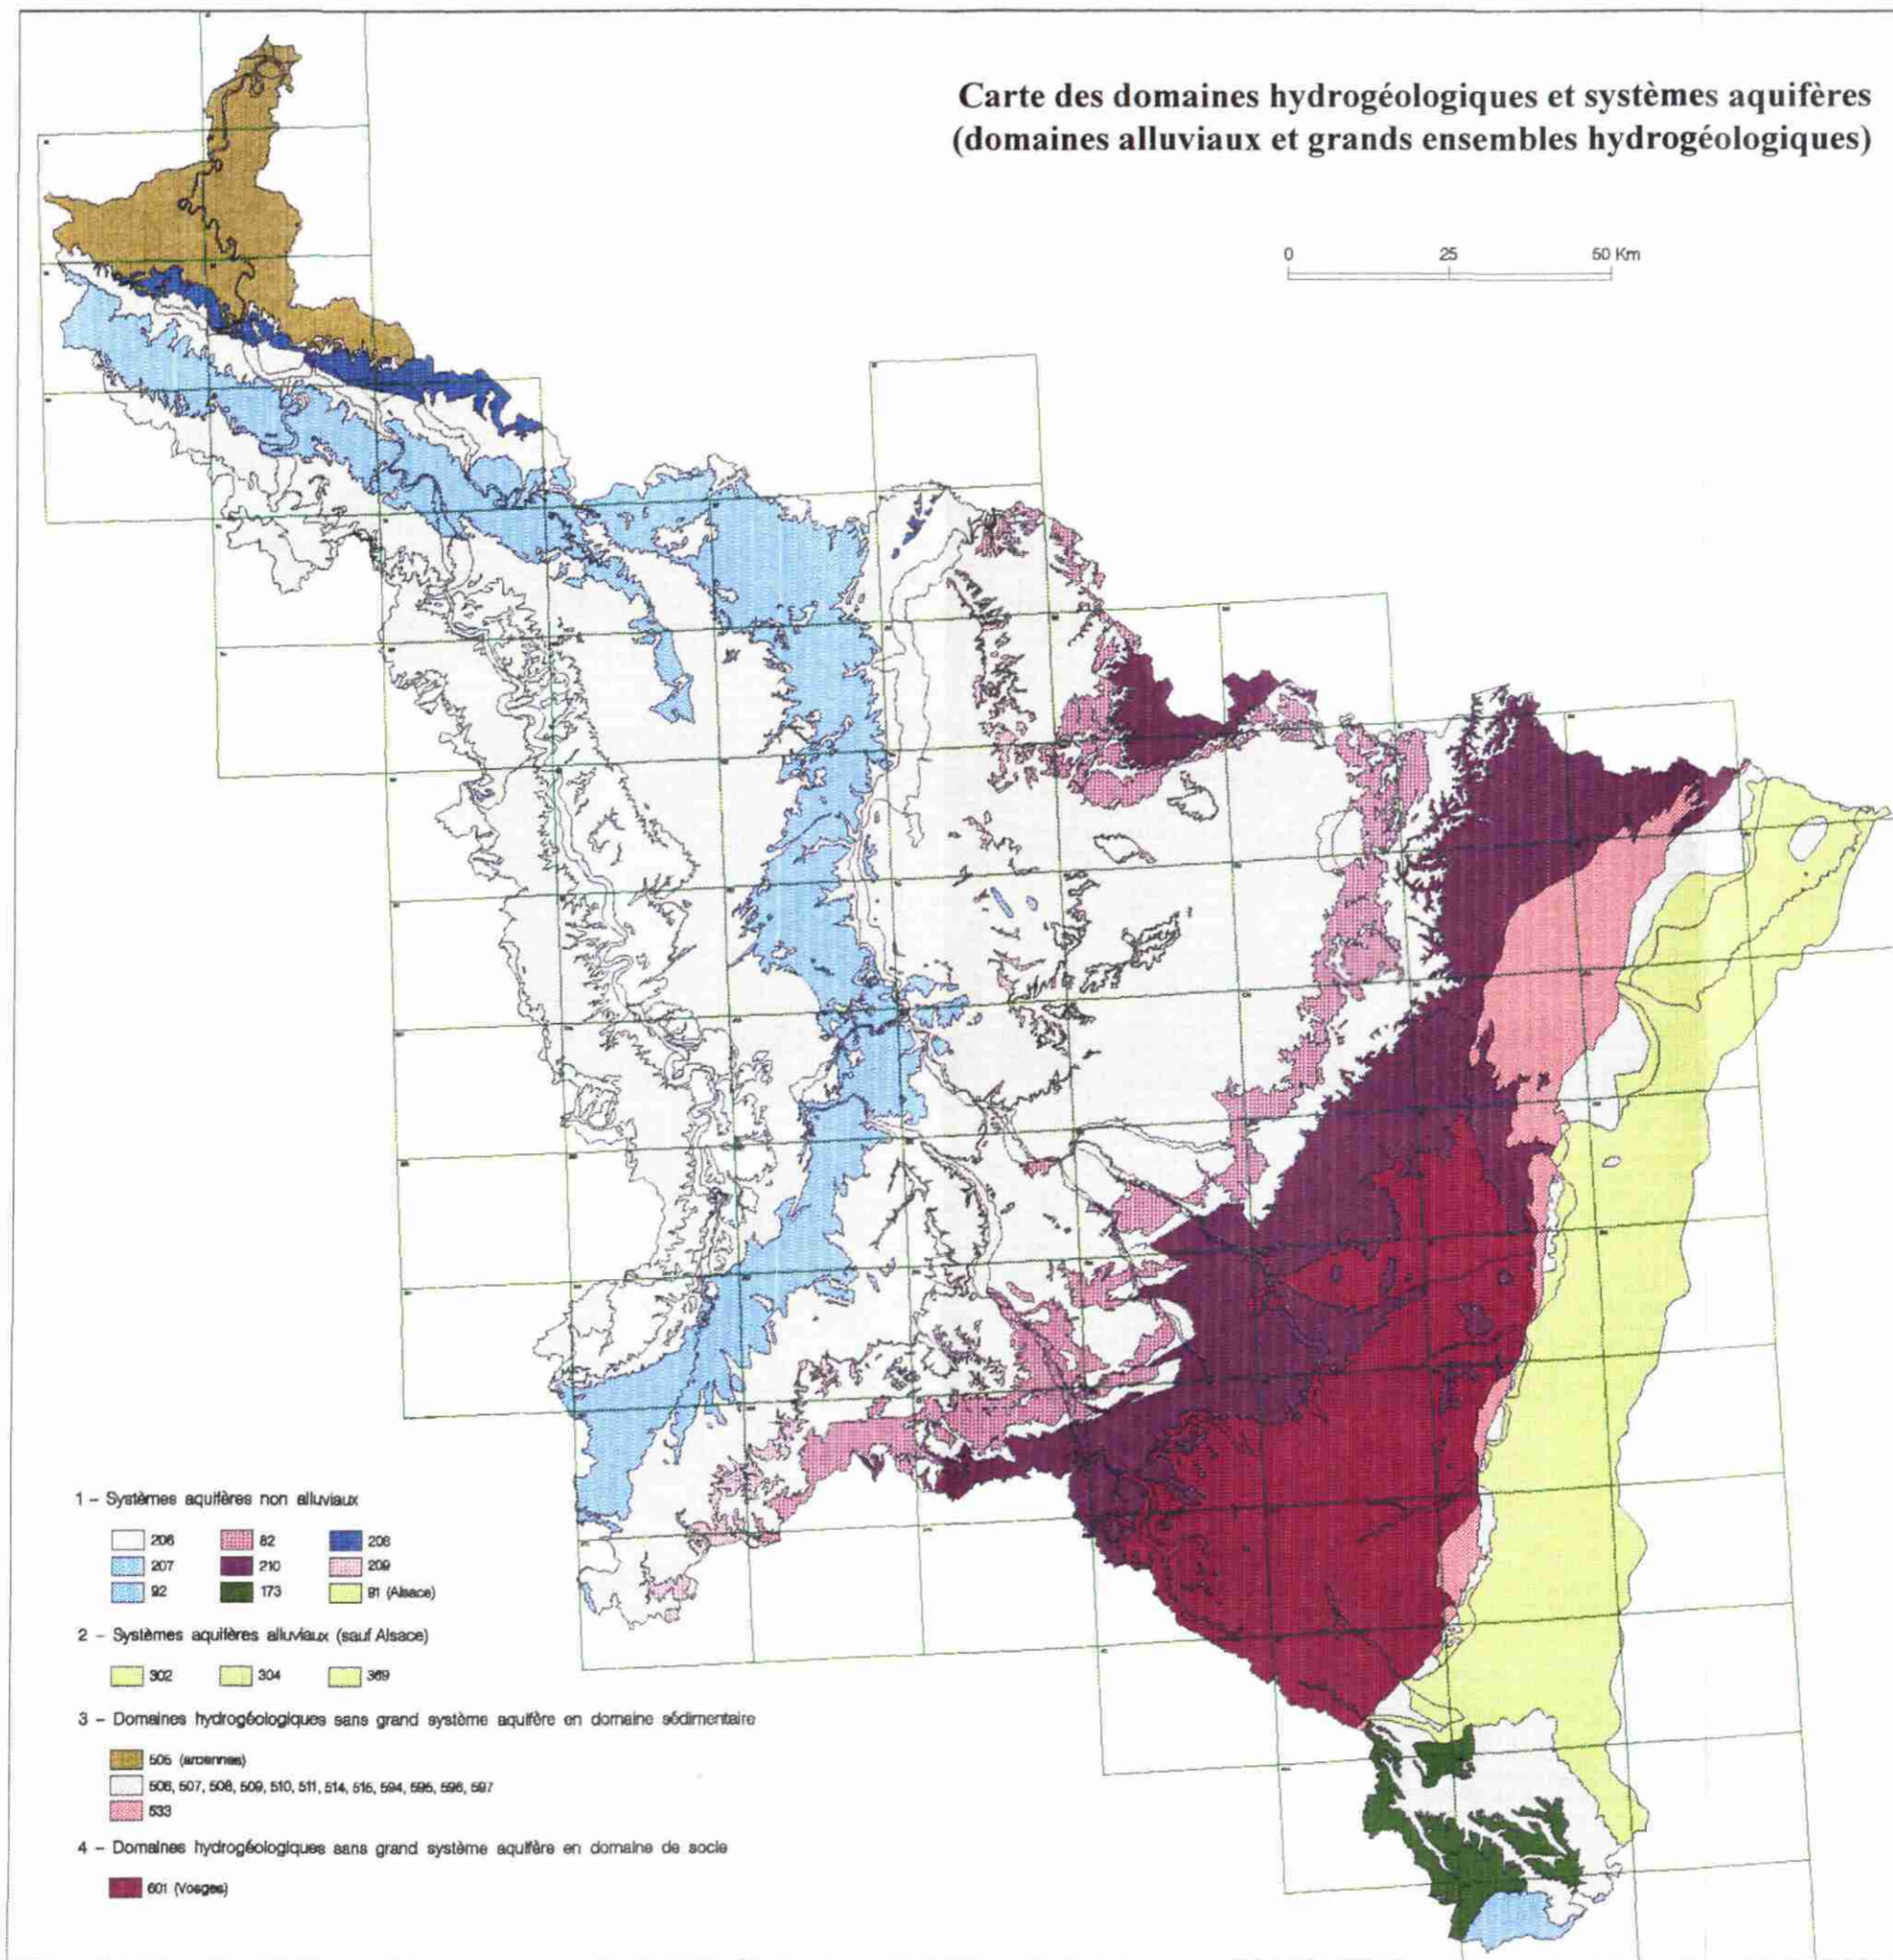 Carte des domaines hydrogéologiques et systèmes aquifères
(domaines alluviaux et grands ensembles hydrogéologiques)
0 25 50 Km
1 - Systèmes aquifères non alluviaux
206 82 208
207 210 209
92 173 91 (Alsace)
2 - Systèmes aquifères alluviaux (sauf Alsace)
302 304 369
3 - Domaines hydrogéologiques sans grand système aquifère en domaine sédimentaire
505 (ardennes)
506, 507, 508, 509, 510, 511, 514, 515, 594, 595, 596, 597
533
4 - Domaines hydrogéologiques sans grand système aquifère en domaine de socle
601 (Vosges)